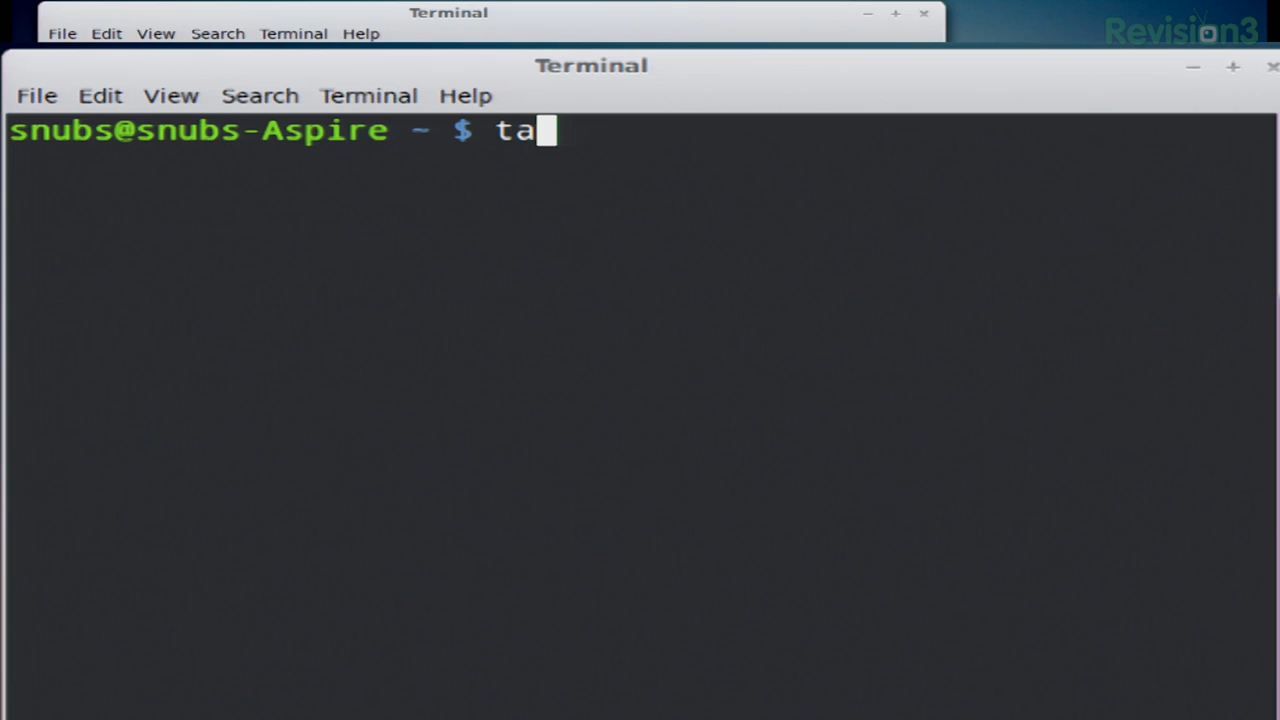 Terminal
File Edit View Search Terminal Help
Revision3
Terminal
File Edit View Search Terminal Help
snubs@snubs-Aspire ~ $ ta